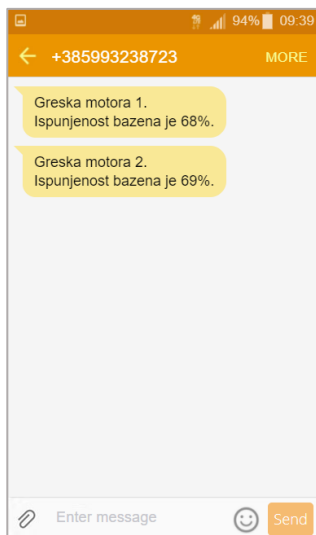 94% 09:39
+385993238723 MORE
Greska motora 1.
Ispunjenost bazena je 68%.
Greska motora 2.
Ispunjenost bazena je 69%.
Enter message Send